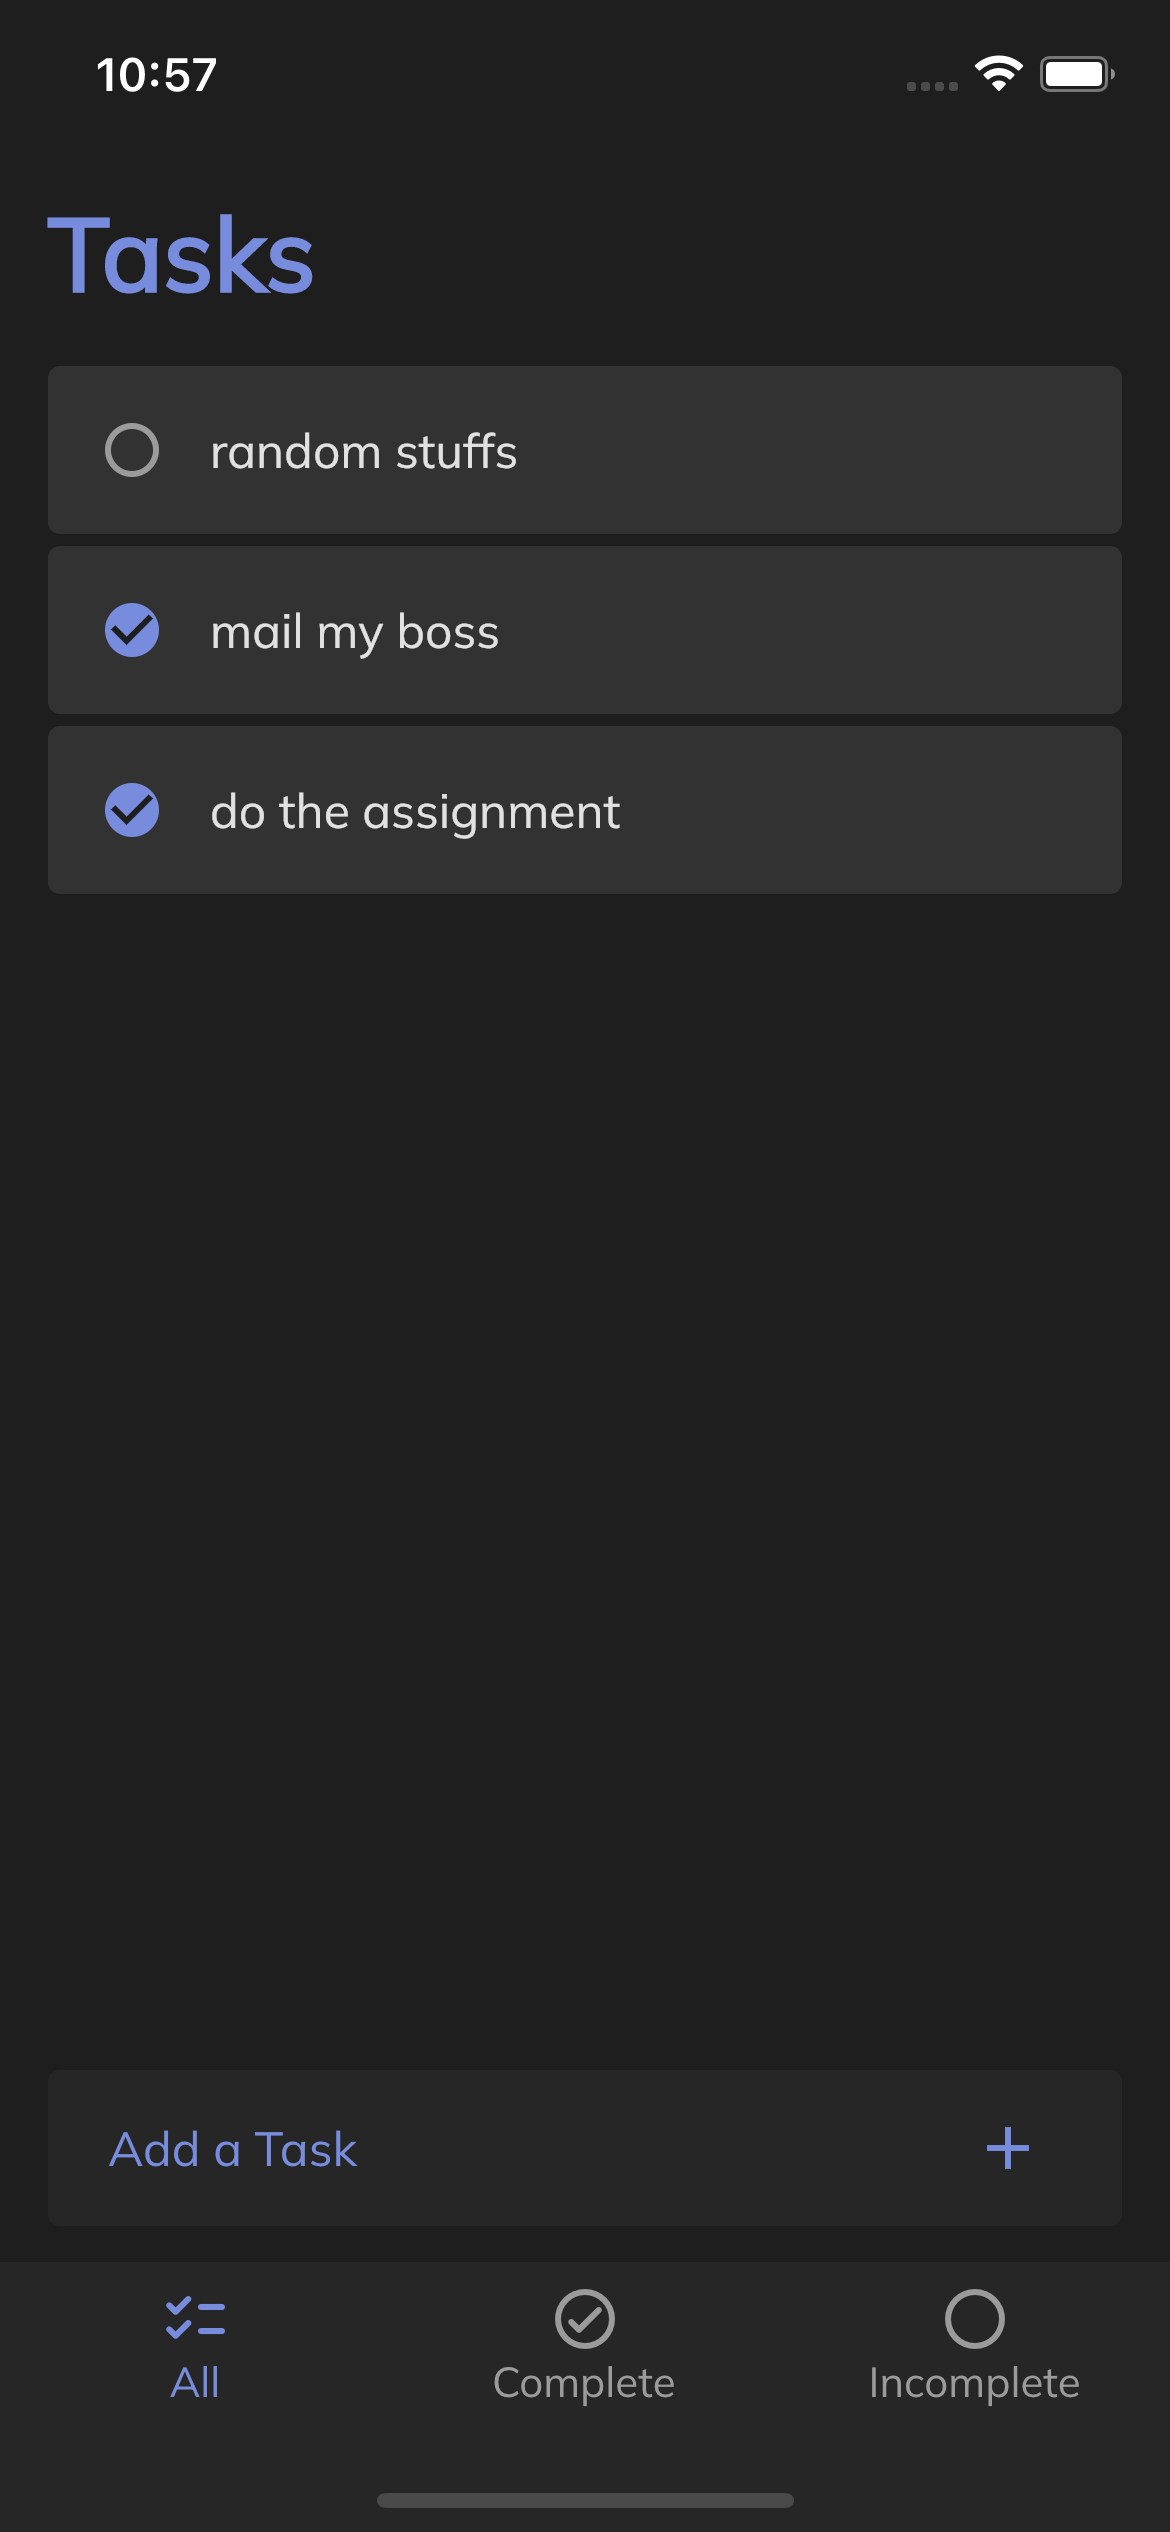 10:57
Tasks
random stuffs
mail my boss
do the assignment
Add a Task
All
Complete
Incomplete